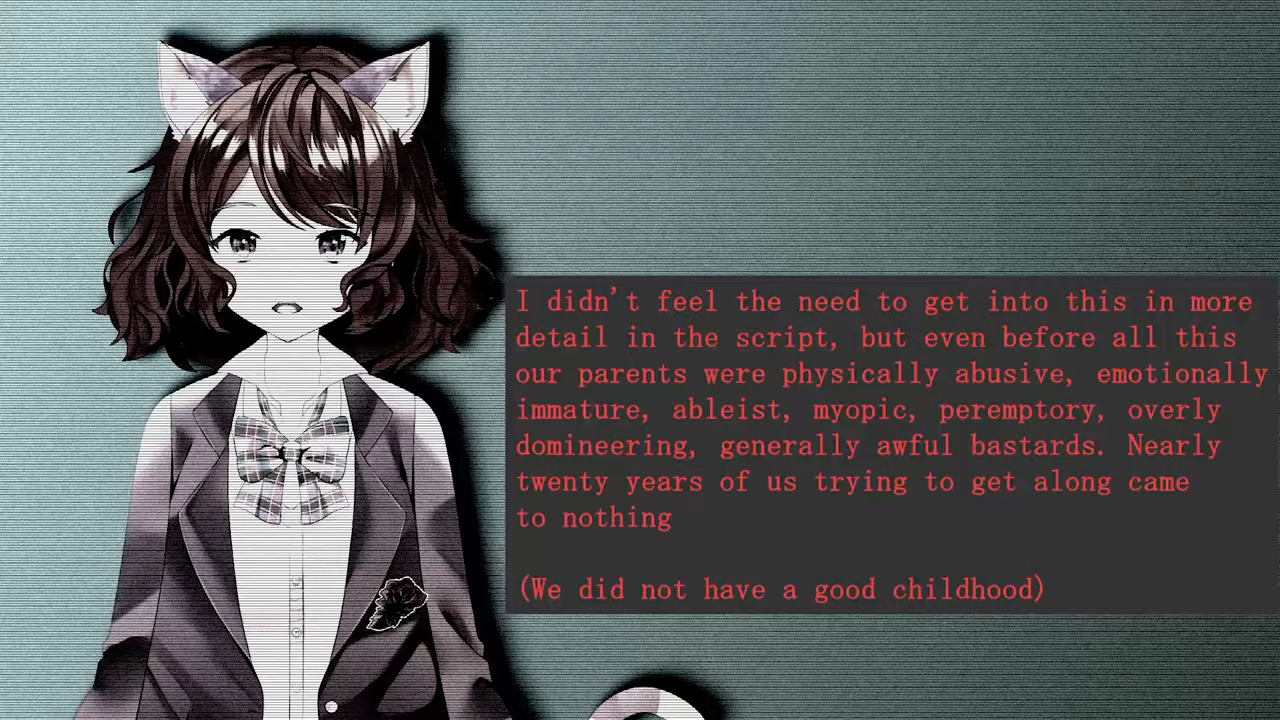 I didn't feel the need to get into this in more
detail in the script, but even before all this
our parents were physically abusive, emotionally
immature, ableist, myopic, peremptory, overly
domineering, generally awful bastards. Nearly
twenty years of us trying to get along came
to nothing
(We did not have a good childhood)